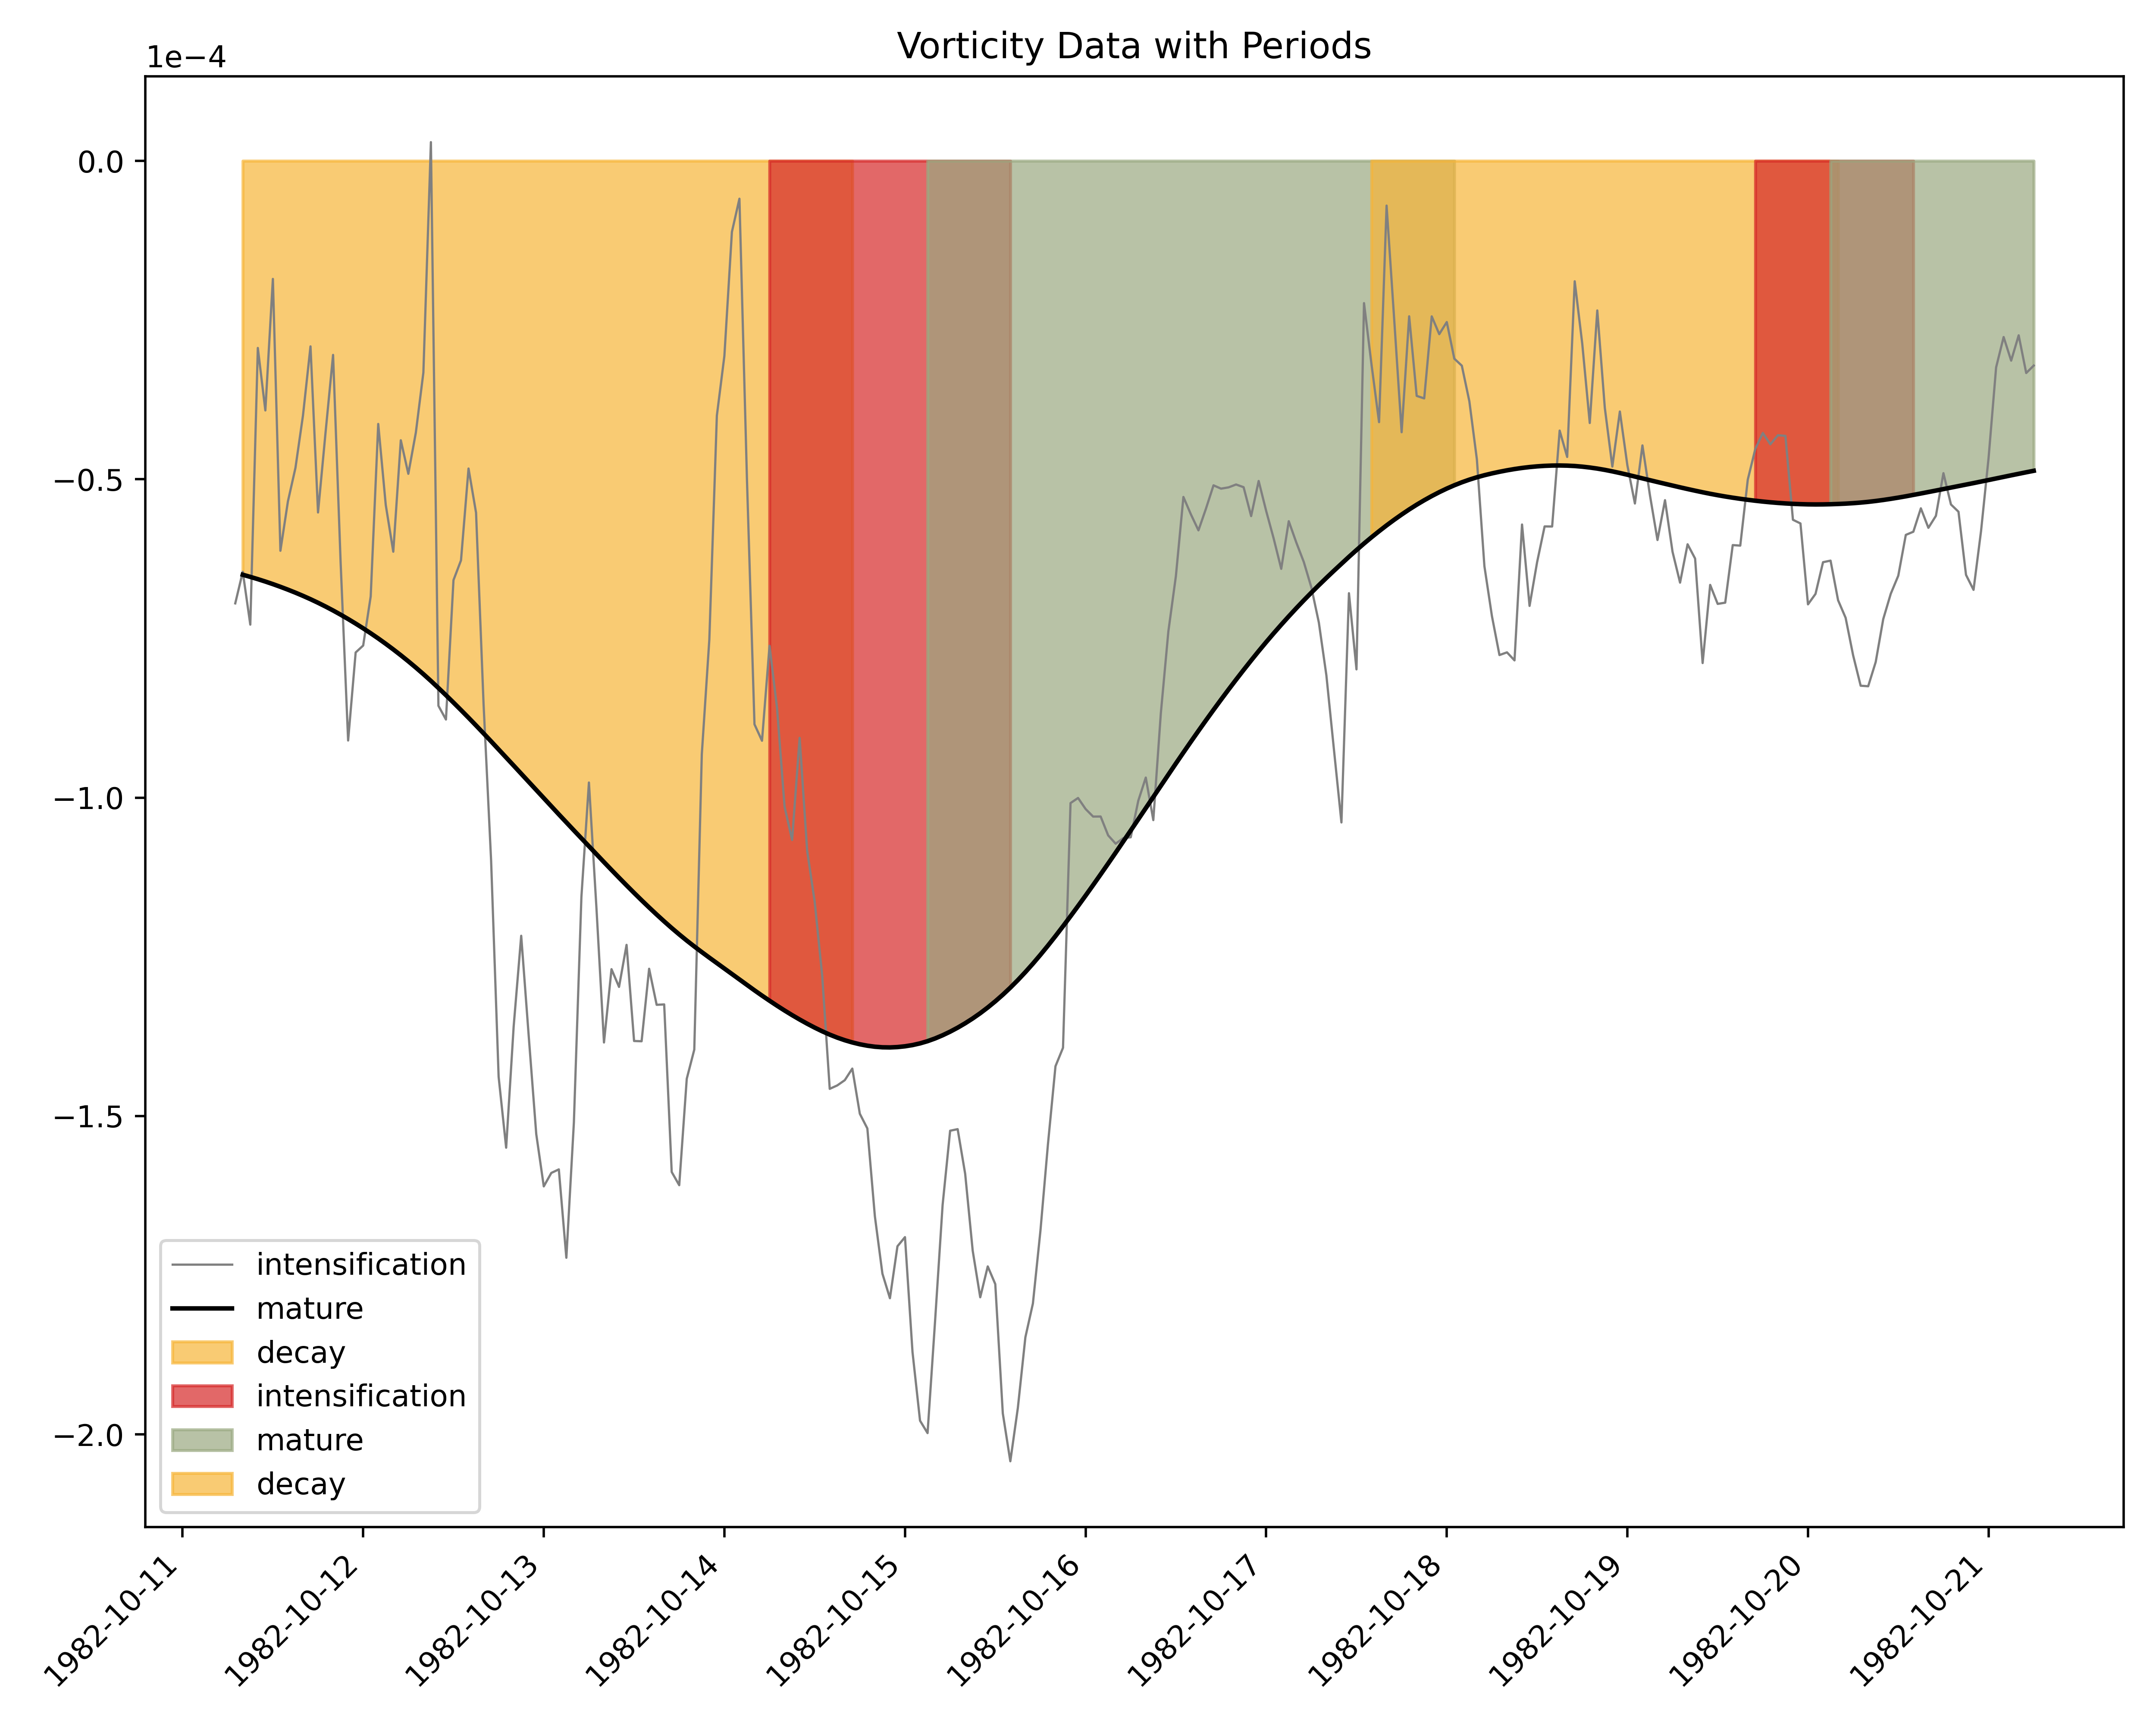 Vorticity Data with Periods
1e−4
0.0
−0.5
−1.0
−1.5
−2.0
intensification
mature
decay
intensification
mature
decay
1982-10-11
1982-10-12
1982-10-13
1982-10-14
1982-10-15
1982-10-16
1982-10-17
1982-10-18
1982-10-19
1982-10-20
1982-10-21